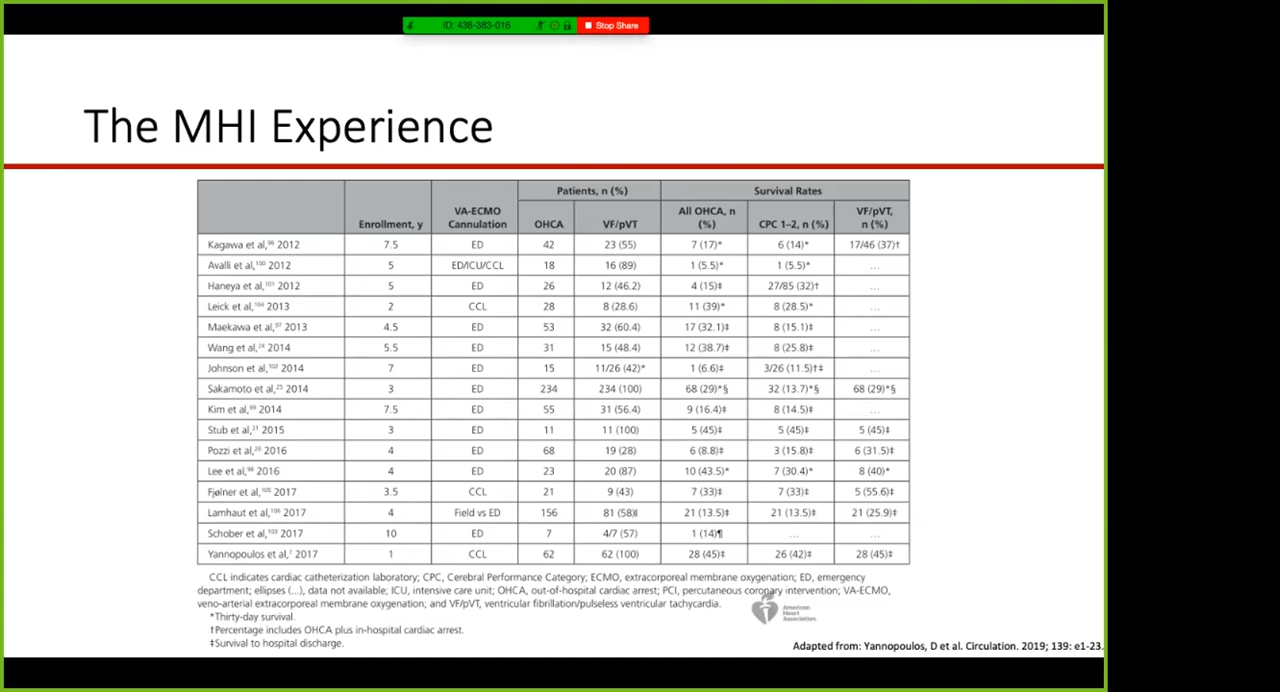 ID: 438-383-016
Stop Share
The MHI Experience
Patients, n (%) Survival Rates
Enrollment, y VA-ECMO Cannulation OHCA VF/pVT All OHCA, n (%) CPC 1–2, n (%) VF/pVT, n (%)
Kagawa et al,96 2012 7.5 ED 42 23 (55) 7 (17)* 6 (14)* 17/46 (37)†
Avalli et al,100 2012 5 ED/ICU/CCL 18 16 (89) 1 (5.5)* 1 (5.5)* ...
Haneya et al,101 2012 5 ED 26 12 (46.2) 4 (15)‡ 27/85 (32)† ...
Leick et al,104 2013 2 CCL 28 8 (28.6) 11 (39)* 8 (28.5)* ...
Maekawa et al,97 2013 4.5 ED 53 32 (60.4) 17 (32.1)‡ 8 (15.1)‡ ...
Wang et al,24 2014 5.5 ED 31 15 (48.4) 12 (38.7)‡ 8 (25.8)‡ ...
Johnson et al,102 2014 7 ED 15 11/26 (42)* 1 (6.6)‡ 3/26 (11.5)†‡ ...
Sakamoto et al,25 2014 3 ED 234 234 (100) 68 (29)*§ 32 (13.7)*§ 68 (29)*§
Kim et al,99 2014 7.5 ED 55 31 (56.4) 9 (16.4)‡ 8 (14.5)‡ ...
Stub et al,21 2015 3 ED 11 11 (100) 5 (45)‡ 5 (45)‡ 5 (45)‡
Pozzi et al,26 2016 4 ED 68 19 (28) 6 (8.8)‡ 3 (15.8)‡ 6 (31.5)‡
Lee et al,98 2016 4 ED 23 20 (87) 10 (43.5)* 7 (30.4)* 8 (40)*
Fjølner et al,105 2017 3.5 CCL 21 9 (43) 7 (33)‡ 7 (33)‡ 5 (55.6)‡
Lamhaut et al,106 2017 4 Field vs ED 156 81 (58)‖ 21 (13.5)‡ 21 (13.5)‡ 21 (25.9)‡
Schober et al,103 2017 10 ED 7 4/7 (57) 1 (14)¶ ... ...
Yannopoulos et al,7 2017 1 CCL 62 62 (100) 28 (45)‡ 26 (42)‡ 28 (45)‡
CCL indicates cardiac catheterization laboratory; CPC, Cerebral Performance Category; ECMO, extracorporeal membrane oxygenation; ED, emergency
department; ellipses (...), data not available; ICU, intensive care unit; OHCA, out-of-hospital cardiac arrest; PCI, percutaneous coronary intervention; VA-ECMO,
veno-arterial extracorporeal membrane oxygenation; and VF/pVT, ventricular fibrillation/pulseless ventricular tachycardia.
*Thirty-day survival.
†Percentage includes OHCA plus in-hospital cardiac arrest.
‡Survival to hospital discharge.
American
Heart
Association.
Adapted from: Yannopoulos, D et al. Circulation. 2019; 139: e1-23.